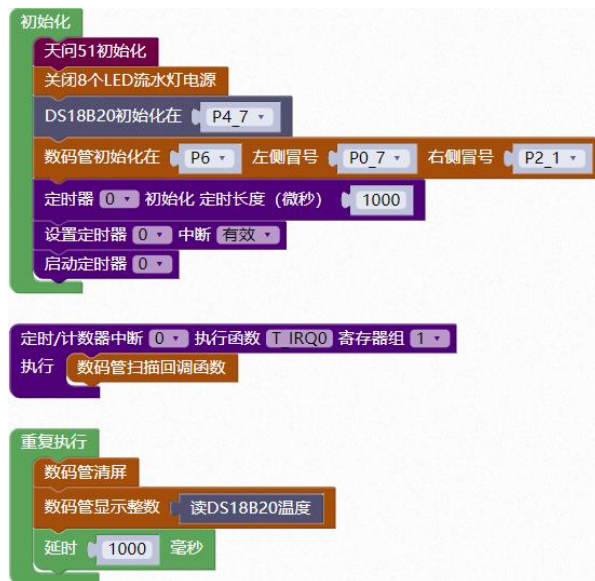 初始化
天问51初始化
关闭8个LED流水灯电源
DS18B20初始化在 P4_7
数码管初始化在 P6 左侧冒号 P0_7 右侧冒号 P2_1
定时器 0 初始化 定时长度（微秒） 1000
设置定时器 0 中断 有效
启动定时器 0
定时/计数器中断 0 执行函数 T_IRQ0 寄存器组 1
执行 数码管扫描回调函数
重复执行
数码管清屏
数码管显示整数 读DS18B20温度
延时 1000 毫秒